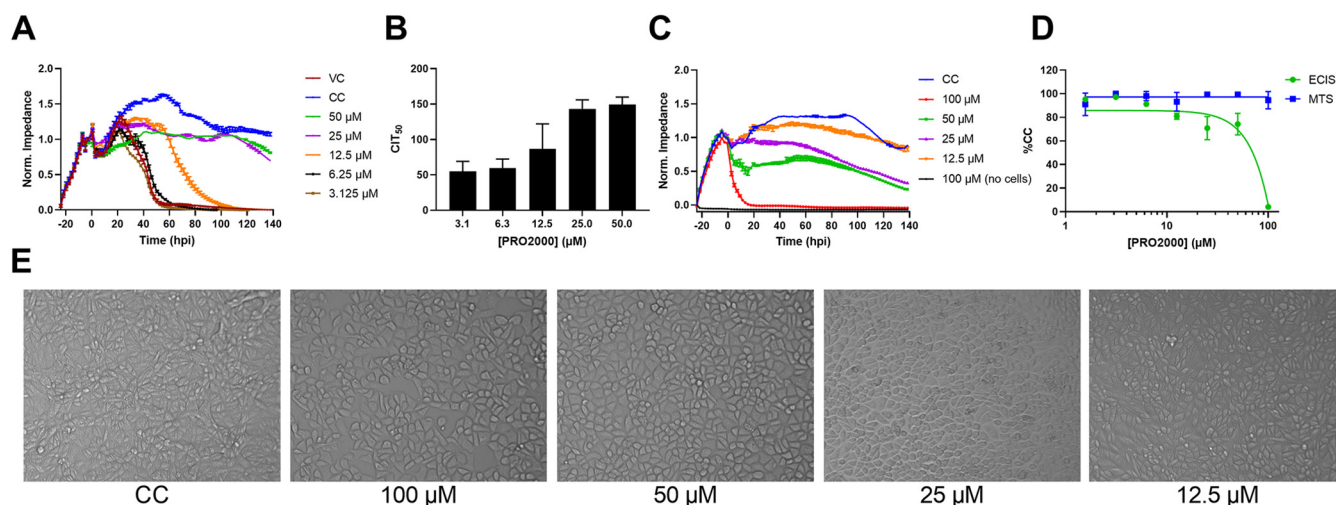 A
Norm. Impedance
2.0
1.5
1.0
0.5
0.0
-20 0 20 40 60 80 100 120 140
Time (hpi)
VC
CC
50 µM
25 µM
12.5 µM
6.25 µM
3.125 µM
B
CIT50
200
150
100
50
0
3.1 6.3 12.5 25.0 50.0
[PRO2000] (µM)
C
Norm. Impedance
2.0
1.5
1.0
0.5
0.0
-20 0 20 40 60 80 100 120 140
Time (hpi)
CC
100 µM
50 µM
25 µM
12.5 µM
100 µM (no cells)
D
%CC
120
100
80
60
40
20
0
10 100
[PRO2000] (µM)
ECIS
MTS
E
CC 100 µM 50 µM 25 µM 12.5 µM